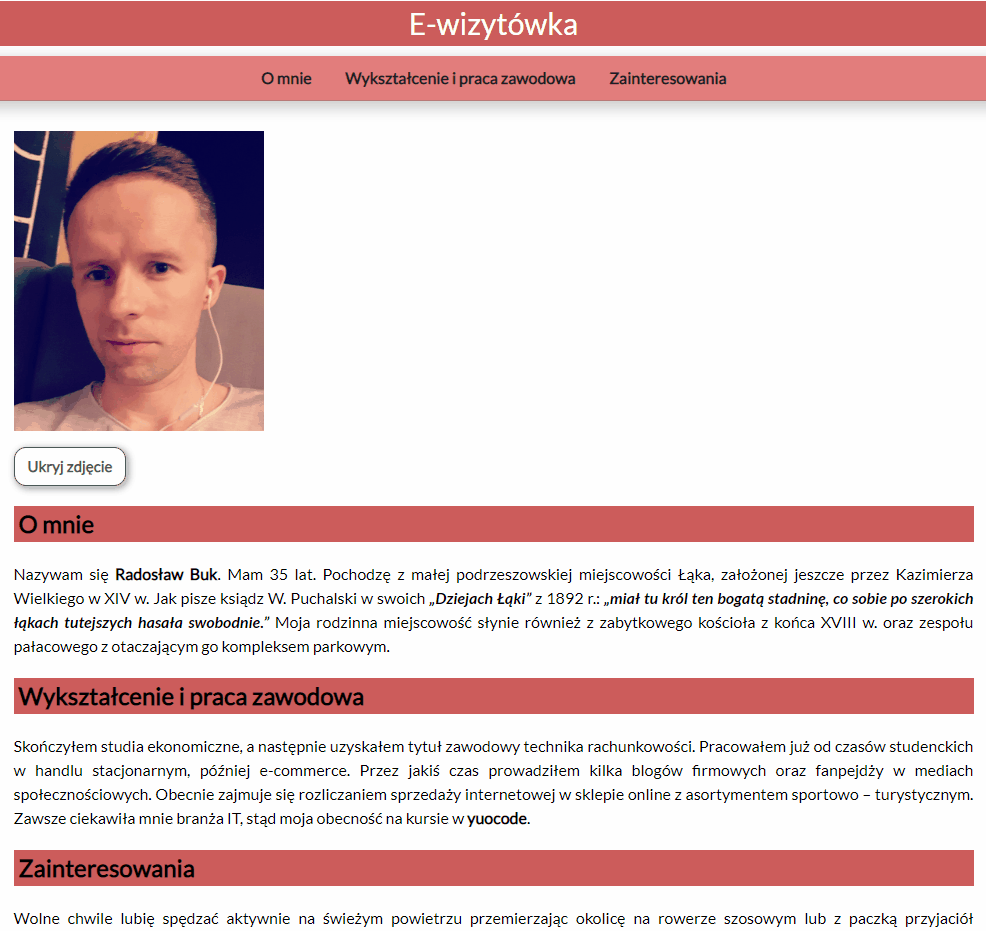 E-wizytówka
O mnie Wykształcenie i praca zawodowa Zainteresowania
Ukryj zdjęcie
O mnie
Nazywam się Radosław Buk. Mam 35 lat. Pochodzę z małej podrzeszowskiej miejscowości Łąka, założonej jeszcze przez Kazimierza
Wielkiego w XIV w. Jak pisze ksiądz W. Puchalski w swoich „Dziejach Łąki” z 1892 r.: „miał tu król ten bogatą stadninę, co sobie po szerokich
łąkach tutejszych hasała swobodnie.” Moja rodzinna miejscowość słynie również z zabytkowego kościoła z końca XVIII w. oraz zespołu
pałacowego z otaczającym go kompleksem parkowym.
Wykształcenie i praca zawodowa
Skończyłem studia ekonomiczne, a następnie uzyskałem tytuł zawodowy technika rachunkowości. Pracowałem już od czasów studenckich
w handlu stacjonarnym, później e-commerce. Przez jakiś czas prowadziłem kilka blogów firmowych oraz fanpejdży w mediach
społecznościowych. Obecnie zajmuje się rozliczaniem sprzedaży internetowej w sklepie online z asortymentem sportowo – turystycznym.
Zawsze ciekawiła mnie branża IT, stąd moja obecność na kursie w yuocode.
Zainteresowania
Wolne chwile lubię spędzać aktywnie na świeżym powietrzu przemierzając okolicę na rowerze szosowym lub z paczką przyjaciół